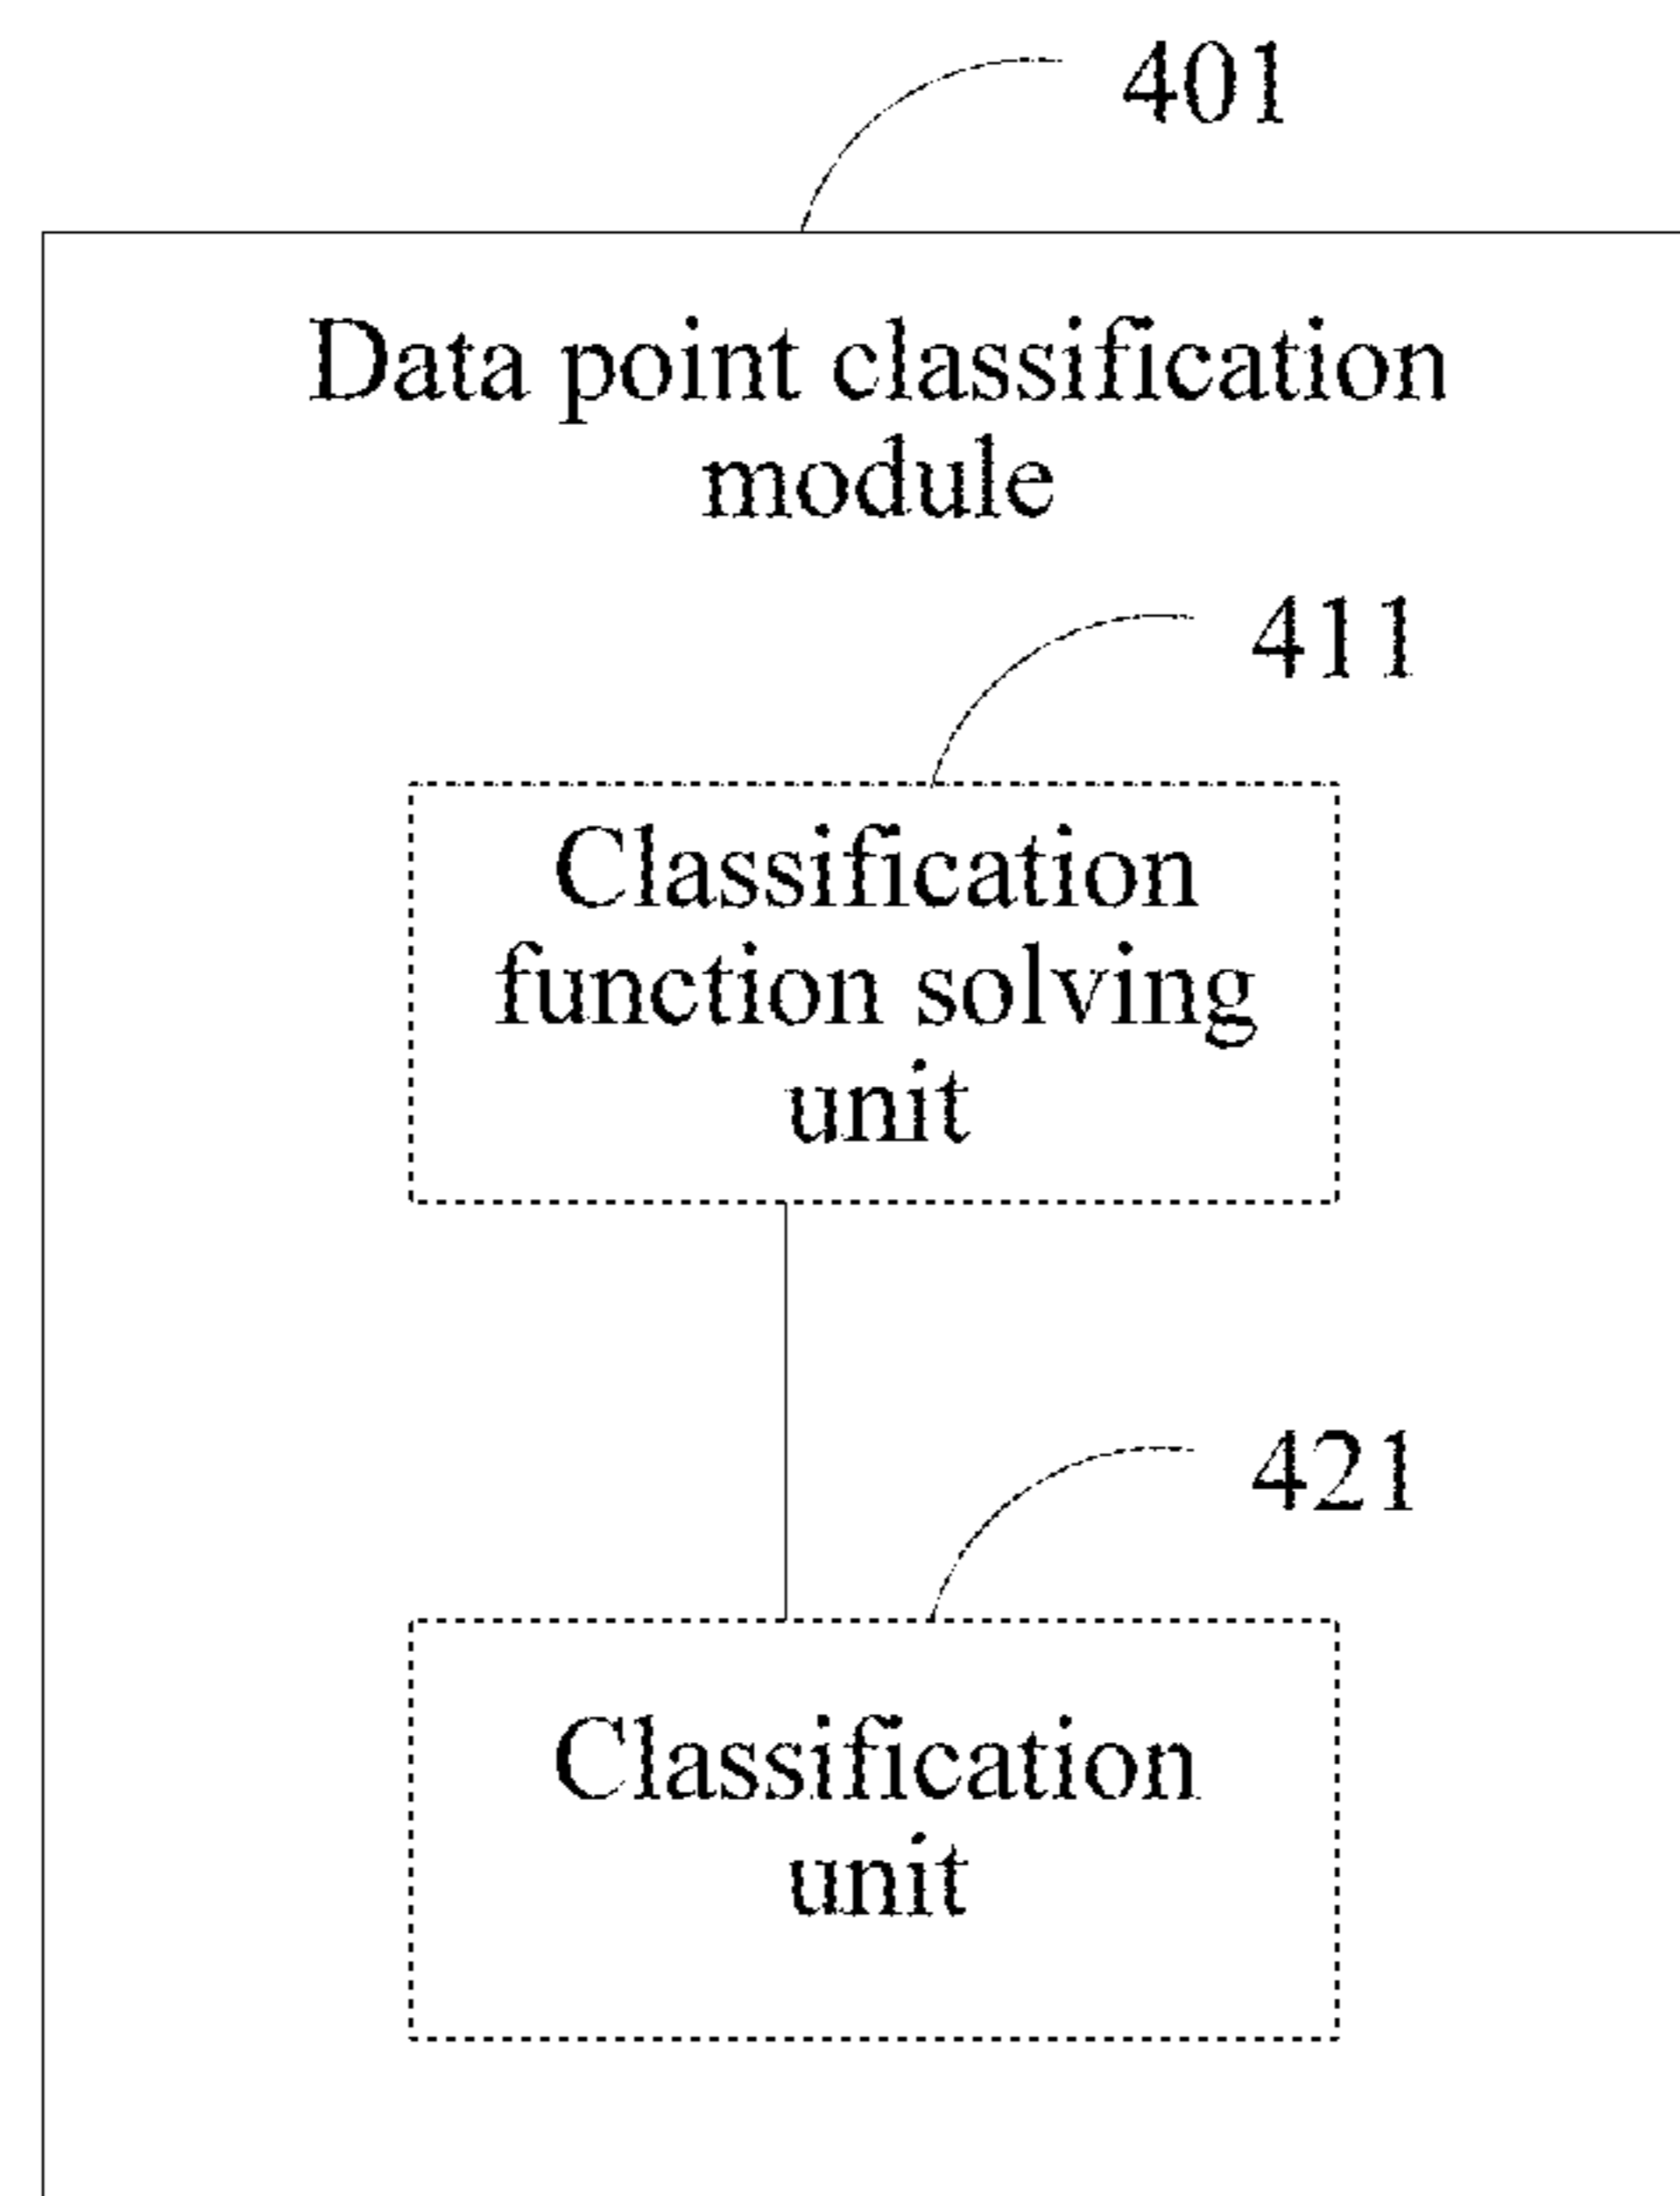 401
Data point classification
module
411
Classification
function solving
unit
421
Classification
unit